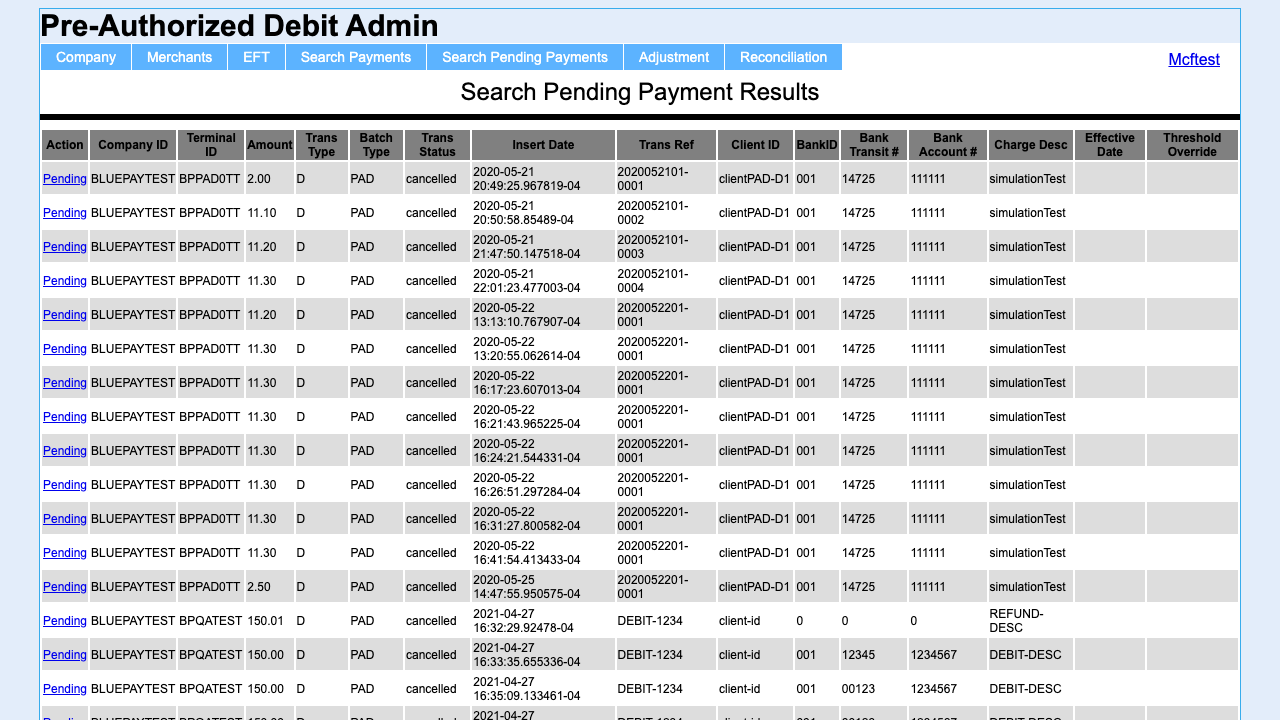 Pre-Authorized Debit Admin
Company Merchants EFT Search Payments Search Pending Payments Adjustment Reconciliation Mcftest
Search Pending Payment Results
Action Company ID Terminal ID Amount Trans Type Batch Type Trans Status Insert Date Trans Ref Client ID BankID Bank Transit # Bank Account # Charge Desc Effective Date Threshold Override
Pending BLUEPAYTEST BPPAD0TT 2.00 D PAD cancelled 2020-05-21 20:49:25.967819-04 2020052101-0001 clientPAD-D1 001 14725 111111 simulationTest
Pending BLUEPAYTEST BPPAD0TT 11.10 D PAD cancelled 2020-05-21 20:50:58.85489-04 2020052101-0002 clientPAD-D1 001 14725 111111 simulationTest
Pending BLUEPAYTEST BPPAD0TT 11.20 D PAD cancelled 2020-05-21 21:47:50.147518-04 2020052101-0003 clientPAD-D1 001 14725 111111 simulationTest
Pending BLUEPAYTEST BPPAD0TT 11.30 D PAD cancelled 2020-05-21 22:01:23.477003-04 2020052101-0004 clientPAD-D1 001 14725 111111 simulationTest
Pending BLUEPAYTEST BPPAD0TT 11.20 D PAD cancelled 2020-05-22 13:13:10.767907-04 2020052201-0001 clientPAD-D1 001 14725 111111 simulationTest
Pending BLUEPAYTEST BPPAD0TT 11.30 D PAD cancelled 2020-05-22 13:20:55.062614-04 2020052201-0001 clientPAD-D1 001 14725 111111 simulationTest
Pending BLUEPAYTEST BPPAD0TT 11.30 D PAD cancelled 2020-05-22 16:17:23.607013-04 2020052201-0001 clientPAD-D1 001 14725 111111 simulationTest
Pending BLUEPAYTEST BPPAD0TT 11.30 D PAD cancelled 2020-05-22 16:21:43.965225-04 2020052201-0001 clientPAD-D1 001 14725 111111 simulationTest
Pending BLUEPAYTEST BPPAD0TT 11.30 D PAD cancelled 2020-05-22 16:24:21.544331-04 2020052201-0001 clientPAD-D1 001 14725 111111 simulationTest
Pending BLUEPAYTEST BPPAD0TT 11.30 D PAD cancelled 2020-05-22 16:26:51.297284-04 2020052201-0001 clientPAD-D1 001 14725 111111 simulationTest
Pending BLUEPAYTEST BPPAD0TT 11.30 D PAD cancelled 2020-05-22 16:31:27.800582-04 2020052201-0001 clientPAD-D1 001 14725 111111 simulationTest
Pending BLUEPAYTEST BPPAD0TT 11.30 D PAD cancelled 2020-05-22 16:41:54.413433-04 2020052201-0001 clientPAD-D1 001 14725 111111 simulationTest
Pending BLUEPAYTEST BPPAD0TT 2.50 D PAD cancelled 2020-05-25 14:47:55.950575-04 2020052201-0001 clientPAD-D1 001 14725 111111 simulationTest
Pending BLUEPAYTEST BPQATEST 150.01 D PAD cancelled 2021-04-27 16:32:29.92478-04 DEBIT-1234 client-id 0 0 0 REFUND-DESC
Pending BLUEPAYTEST BPQATEST 150.00 D PAD cancelled 2021-04-27 16:33:35.655336-04 DEBIT-1234 client-id 001 12345 1234567 DEBIT-DESC
Pending BLUEPAYTEST BPQATEST 150.00 D PAD cancelled 2021-04-27 16:35:09.133461-04 DEBIT-1234 client-id 001 00123 1234567 DEBIT-DESC
2021-04-27